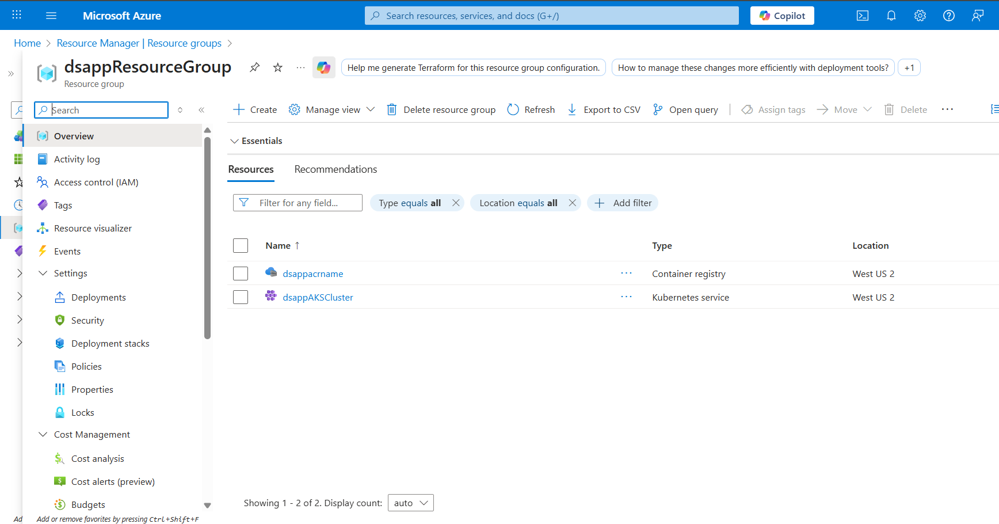 Microsoft Azure
Search resources, services, and docs (G+/)
Copilot
Home > Resource Manager | Resource groups >
dsappResourceGroup
Resource group
Help me generate Terraform for this resource group configuration.
How to manage these changes more efficiently with deployment tools?
+1
Search
Create
Manage view
Delete resource group
Refresh
Export to CSV
Open query
Assign tags
Move
Delete
Overview
Activity log
Access control (IAM)
Tags
Resource visualizer
Events
Settings
Deployments
Security
Deployment stacks
Policies
Properties
Locks
Cost Management
Cost analysis
Cost alerts (preview)
Budgets
Ad
Add or remove favorites by pressing Ctrl+Shift+F
Essentials
Resources
Recommendations
Filter for any field...
Type equals all
Location equals all
Add filter
Name ↑ Type Location
dsappacrname ... Container registry West US 2
dsappAKSCluster ... Kubernetes service West US 2
Showing 1 - 2 of 2. Display count: auto